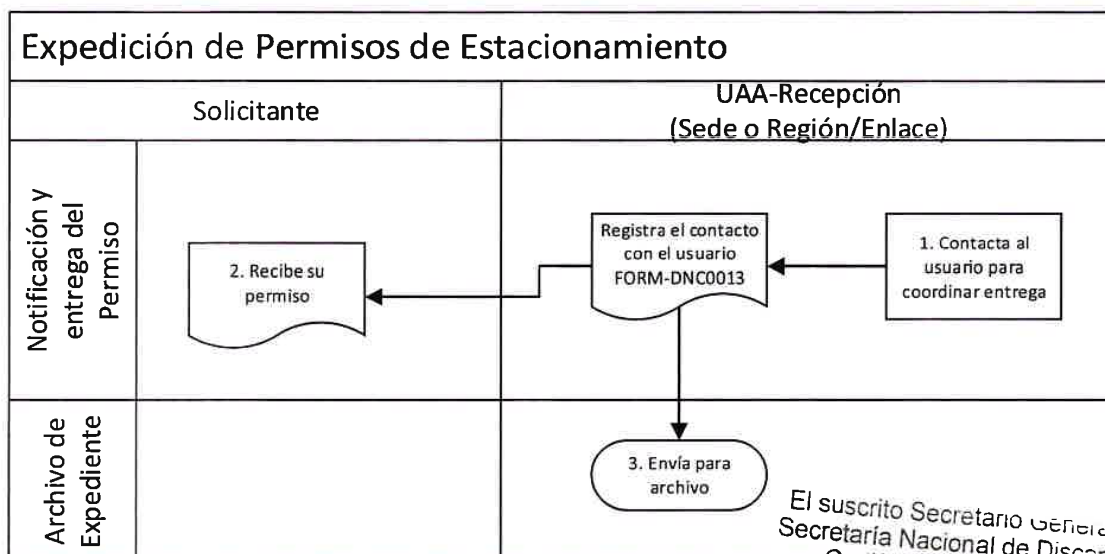 Expedición de Permisos de Estacionamiento
Solicitante
UAA-Recepción
(Sede o Región/Enlace)
Notificación y
entrega del
Permiso
2. Recibe su
permiso
Registra el contacto
con el usuario
FORM-DNC0013
1. Contacta al
usuario para
coordinar entrega
Archivo de
Expediente
3. Envía para
archivo
El suscrito Secretario
Secretaría Nacional de